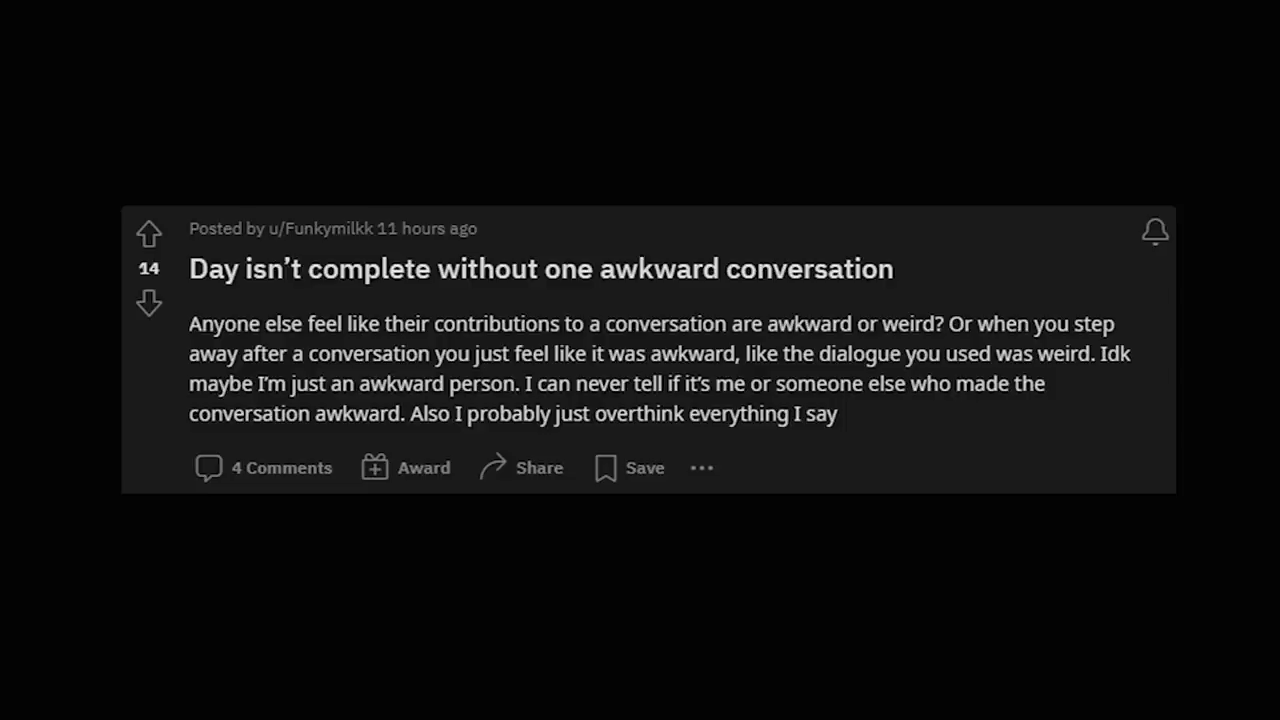 Posted by u/Funkymilkk 11 hours ago
14
Day isn’t complete without one awkward conversation
Anyone else feel like their contributions to a conversation are awkward or weird? Or when you step
away after a conversation you just feel like it was awkward, like the dialogue you used was weird. Idk
maybe I’m just an awkward person. I can never tell if it’s me or someone else who made the
conversation awkward. Also I probably just overthink everything I say
4 Comments Award Share Save